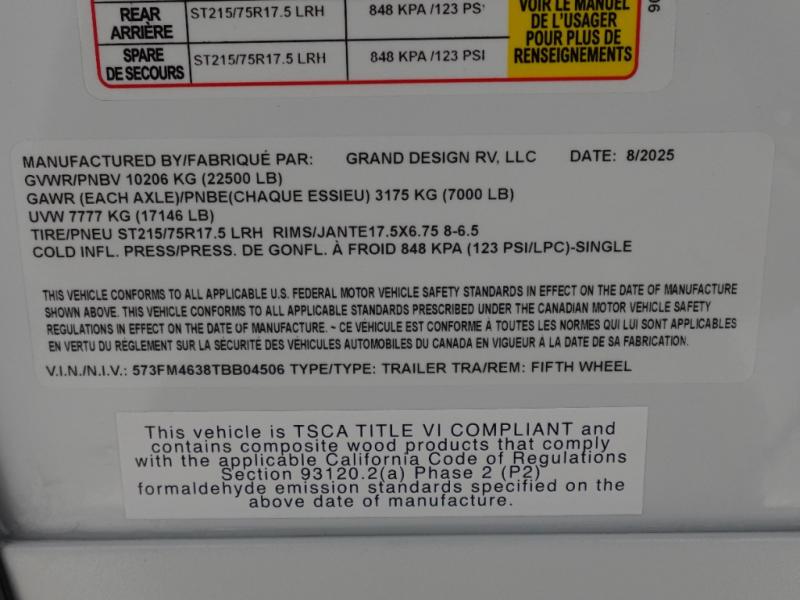 REAR
ARRIÈRE
ST215/75R17.5 LRH
848 KPA /123 PS
VOIR LE MANUEL
DE L'USAGER
POUR PLUS DE
RENSEIGNEMENTS
SPARE
DE SECOURS
ST215/75R17.5 LRH
848 KPA /123 PSI
MANUFACTURED BY/FABRIQUÉ PAR: GRAND DESIGN RV, LLC DATE: 8/2025
GVWR/PNBV 10206 KG (22500 LB)
GAWR (EACH AXLE)/PNBE(CHAQUE ESSIEU) 3175 KG (7000 LB)
UVW 7777 KG (17146 LB)
TIRE/PNEU ST215/75R17.5 LRH RIMS/JANTE17.5X6.75 8-6.5
COLD INFL. PRESS/PRESS. DE GONFL. À FROID 848 KPA (123 PSI/LPC)-SINGLE
THIS VEHICLE CONFORMS TO ALL APPLICABLE U.S. FEDERAL MOTOR VEHICLE SAFETY STANDARDS IN EFFECT ON THE DATE OF MANUFACTURE
SHOWN ABOVE. THIS VEHICLE CONFORMS TO ALL APPLICABLE STANDARDS PRESCRIBED UNDER THE CANADIAN MOTOR VEHICLE SAFETY
REGULATIONS IN EFFECT ON THE DATE OF MANUFACTURE. ~ CE VÉHICULE EST CONFORME À TOUTES LES NORMES QUI LUI SONT APPLICABLES
EN VERTU DU RÈGLEMENT SUR LA SÉCURITÉ DES VÉHICULES AUTOMOBILES DU CANADA EN VIGUEUR À LA DATE DE SA FABRICATION.
V.I.N./N.I.V.: 573FM4638TBB04506 TYPE/TYPE: TRAILER TRA/REM: FIFTH WHEEL
This vehicle is TSCA TITLE VI COMPLIANT and
contains composite wood products that comply
with the applicable California Code of Regulations
Section 93120.2(a) Phase 2 (P2)
formaldehyde emission standards specified on the
above date of manufacture.